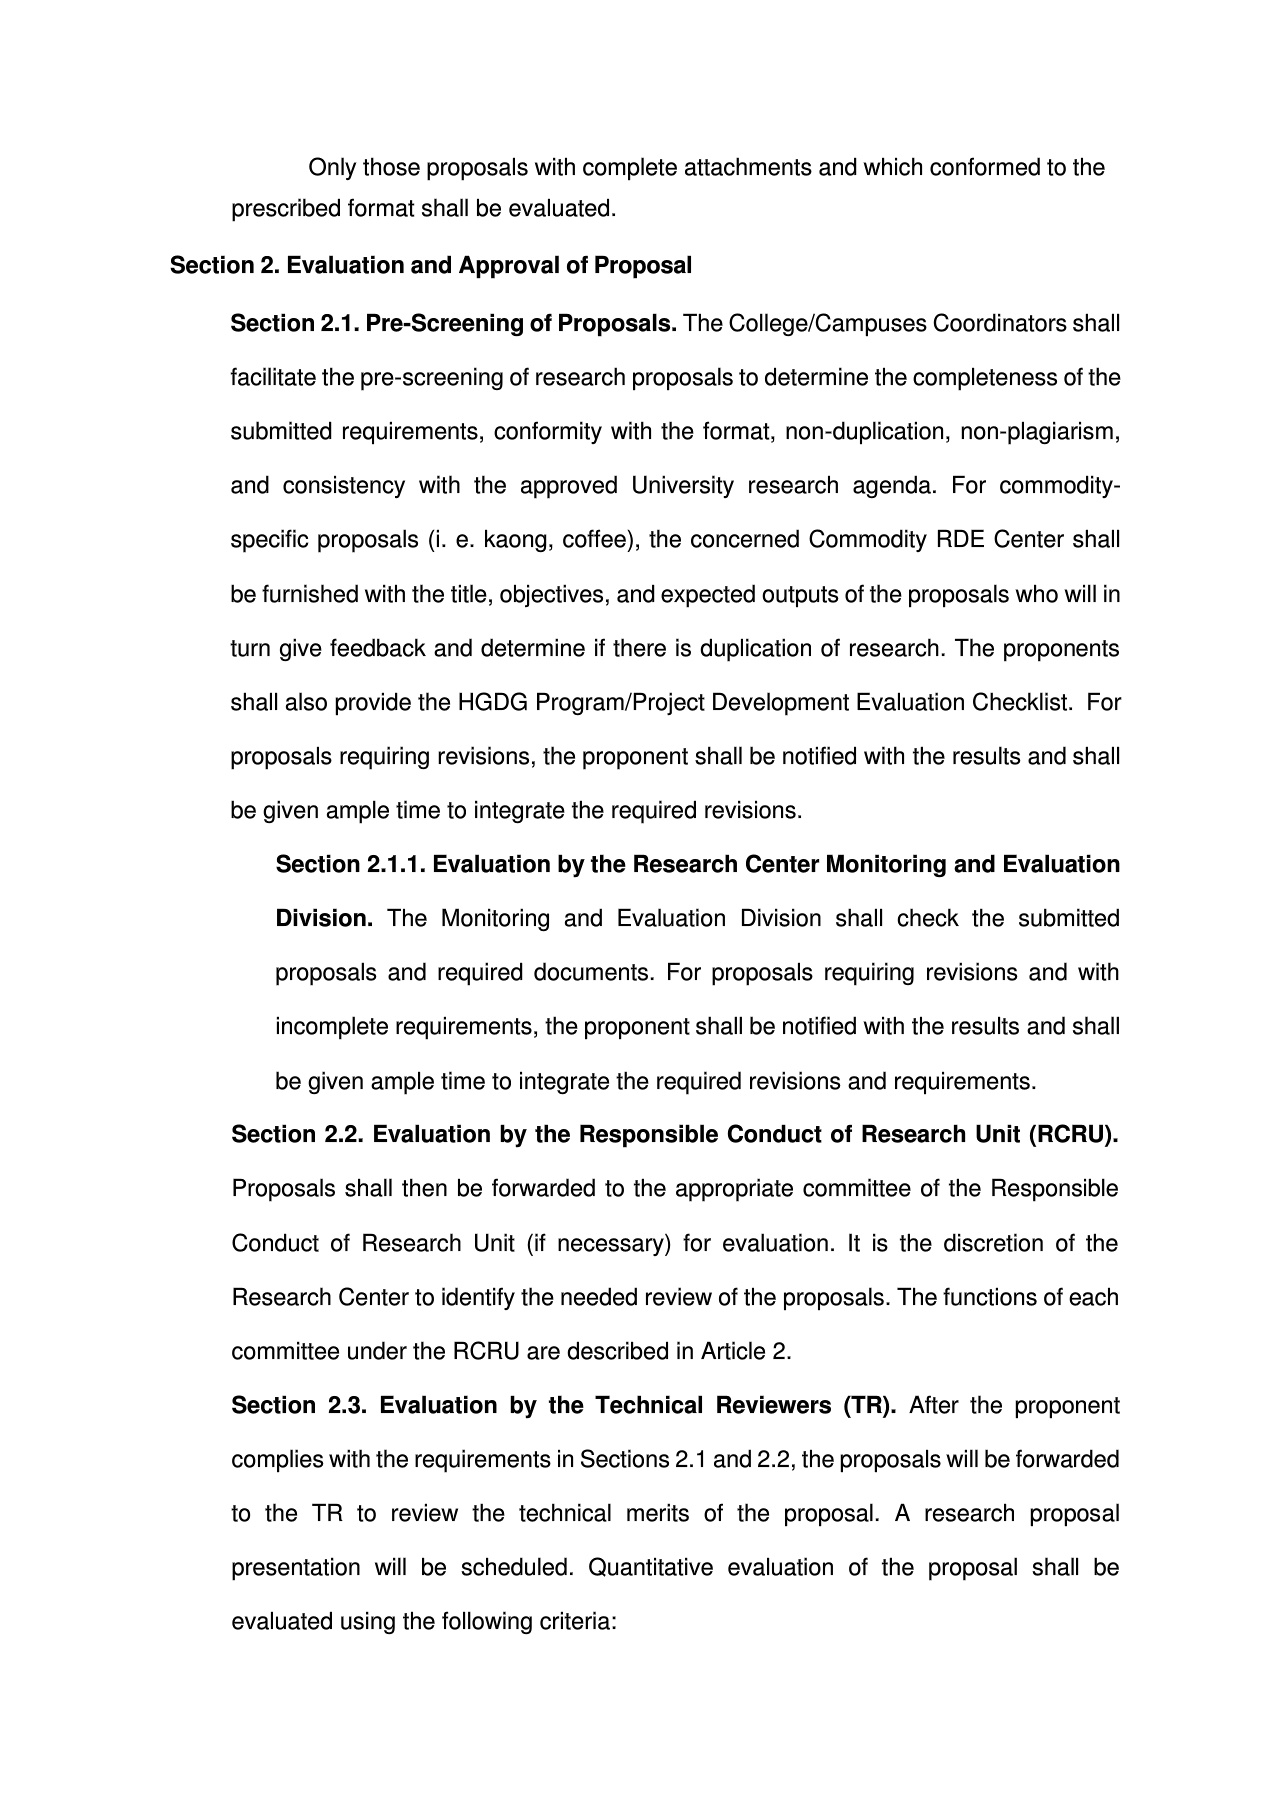 Only those proposals with complete attachments and which conformed to the
prescribed format shall be evaluated.
Section 2. Evaluation and Approval of Proposal
Section 2.1. Pre-Screening of Proposals. The College/Campuses Coordinators shall
facilitate the pre-screening of research proposals to determine the completeness of the
submitted requirements, conformity with the format, non-duplication, non-plagiarism,
and consistency with the approved University research agenda. For commodity-
specific proposals (i. e. kaong, coffee), the concerned Commodity RDE Center shall
be furnished with the title, objectives, and expected outputs of the proposals who will in
turn give feedback and determine if there is duplication of research. The proponents
shall also provide the HGDG Program/Project Development Evaluation Checklist. For
proposals requiring revisions, the proponent shall be notified with the results and shall
be given ample time to integrate the required revisions.
Section 2.1.1. Evaluation by the Research Center Monitoring and Evaluation
Division. The Monitoring and Evaluation Division shall check the submitted
proposals and required documents. For proposals requiring revisions and with
incomplete requirements, the proponent shall be notified with the results and shall
be given ample time to integrate the required revisions and requirements.
Section 2.2. Evaluation by the Responsible Conduct of Research Unit (RCRU).
Proposals shall then be forwarded to the appropriate committee of the Responsible
Conduct of Research Unit (if necessary) for evaluation. It is the discretion of the
Research Center to identify the needed review of the proposals. The functions of each
committee under the RCRU are described in Article 2.
Section 2.3. Evaluation by the Technical Reviewers (TR). After the proponent
complies with the requirements in Sections 2.1 and 2.2, the proposals will be forwarded
to the TR to review the technical merits of the proposal. A research proposal
presentation will be scheduled. Quantitative evaluation of the proposal shall be
evaluated using the following criteria: